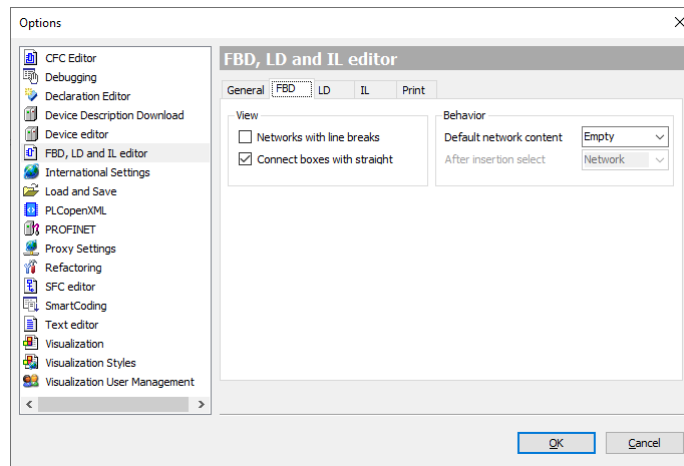 Options
CFC Editor
Debugging
Declaration Editor
Device Description Download
Device editor
FBD, LD and IL editor
International Settings
Load and Save
PLCopenXML
PROFINET
Proxy Settings
Refactoring
SFC editor
SmartCoding
Text editor
Visualization
Visualization Styles
Visualization User Management
FBD, LD and IL editor
General FBD LD IL Print
View
Networks with line breaks
Connect boxes with straight
Behavior
Default network content Empty
After insertion select Network
OK Cancel